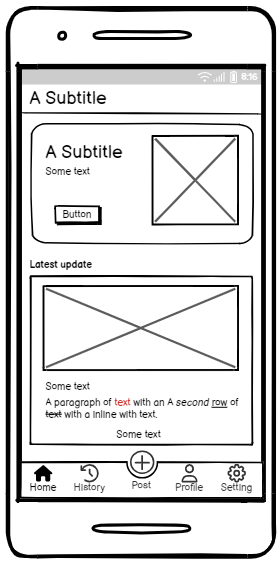 8:16
A Subtitle
A Subtitle
Some text
Button
Latest update
Some text
A paragraph of text with an A second row of
text with a inline with text.
Some text
Home History Post Profile Setting